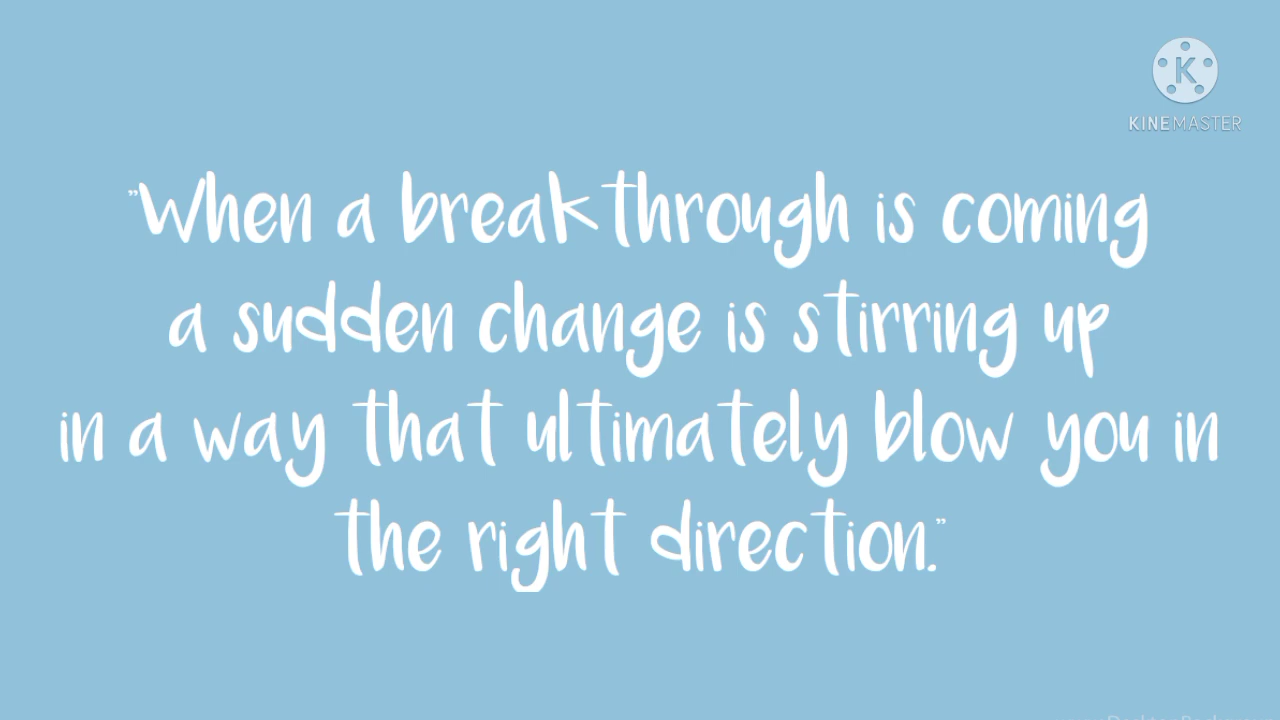 KINEMASTER
"When a breakthrough is coming
a sudden change is stirring up
in a way that ultimately blow you in
the right direction."